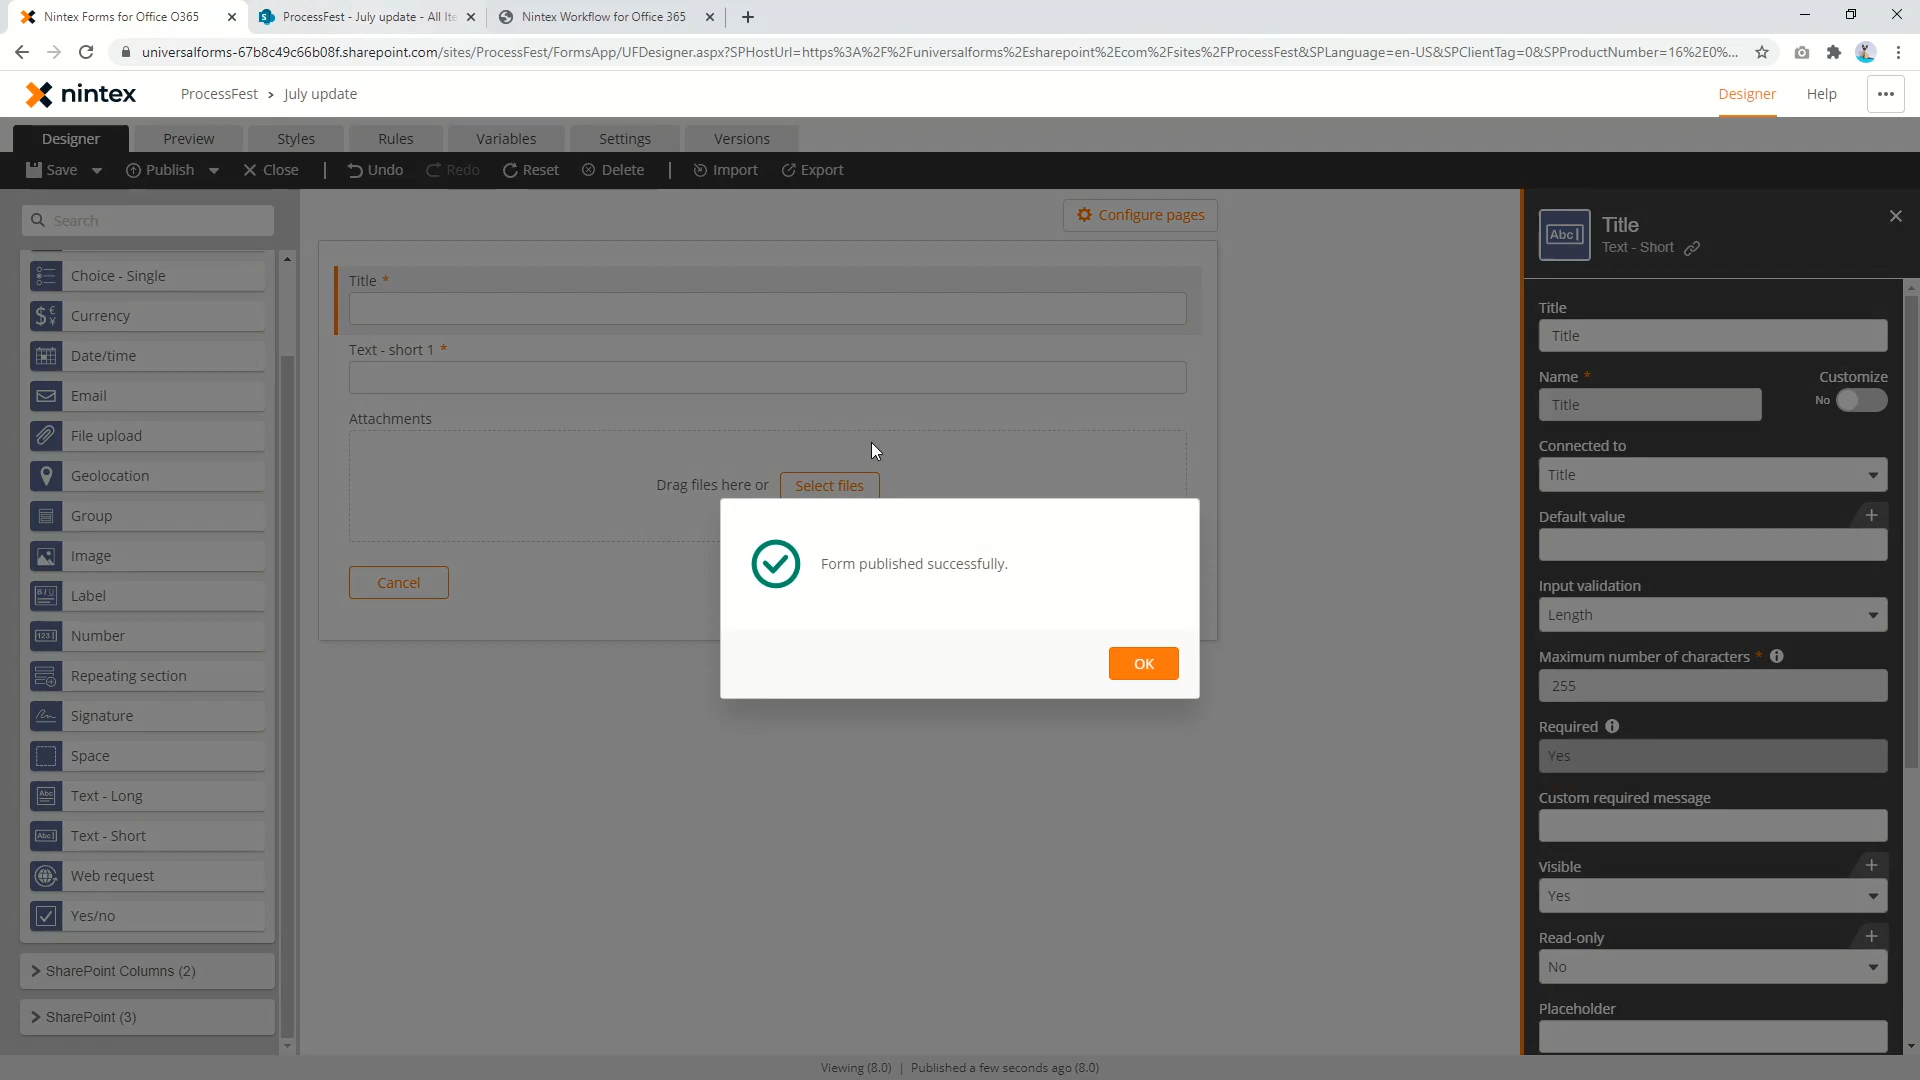 Nintex Forms for Office O365
ProcessFest - July update - All Ite
Nintex Workflow for Office 365
universalforms-67b8c49c66b08f.sharepoint.com/sites/ProcessFest/FormsApp/UFDesigner.aspx?SPHostUrl=https%3A%2F%2Funiversalforms%2Esharepoint%2Ecom%2Fsites%2FProcessFest&SPLanguage=en-US&SPClientTag=0&SPProductNumber=16%2E0%...
nintex
ProcessFest > July update
Designer
Help
Designer
Preview
Styles
Rules
Variables
Settings
Versions
Save
Publish
Close
Undo
Redo
Reset
Delete
Import
Export
Search
Choice - Single
Currency
Date/time
Email
File upload
Geolocation
Group
Image
Label
Number
Repeating section
Signature
Space
Text - Long
Text - Short
Web request
Yes/no
SharePoint Columns (2)
SharePoint (3)
Configure pages
Title *
Text - short 1 *
Attachments
Drag files here or
Select files
Cancel
Form published successfully.
OK
Abc
Title
Text - Short
Title
Title
Name *
Customize
Title
No
Connected to
Title
Default value
Input validation
Length
Maximum number of characters *
255
Required
Yes
Custom required message
Visible
Yes
Read-only
No
Placeholder
Viewing (8.0) | Published a few seconds ago (8.0)